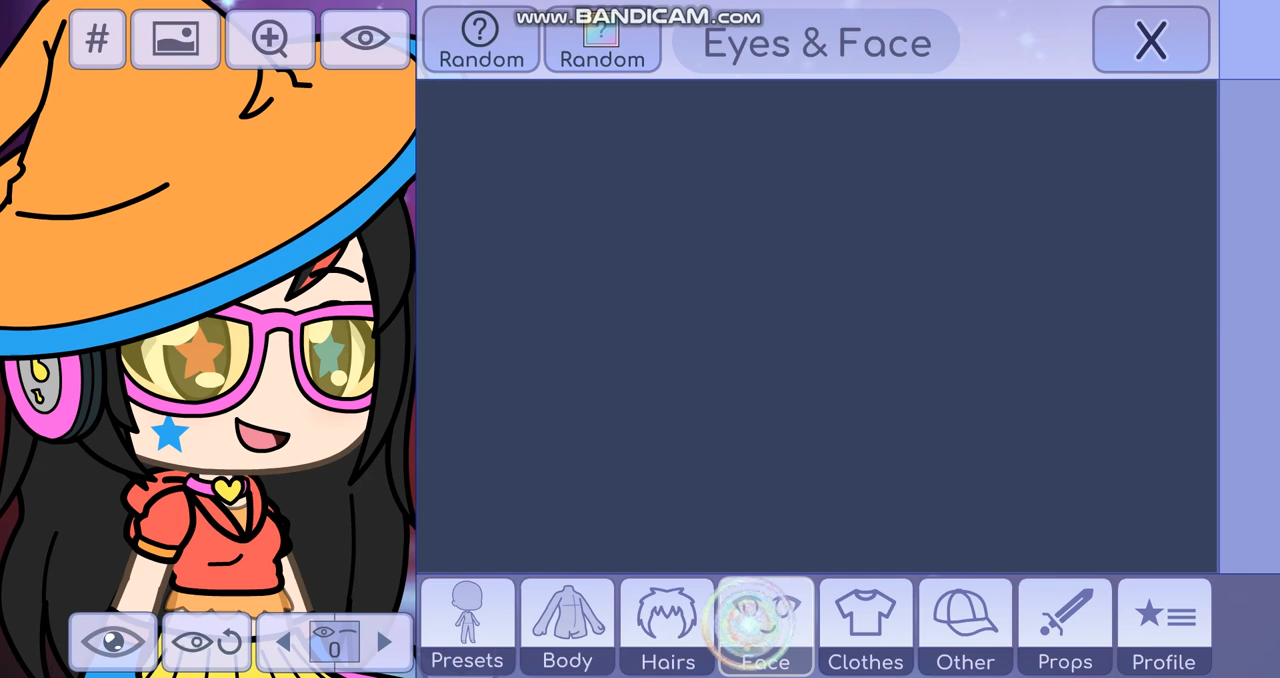 www.BANDICAM.com
#
?
Random
?
Random
Eyes & Face
X
0
Presets
Body
Hairs
Face
Clothes
Other
Props
Profile